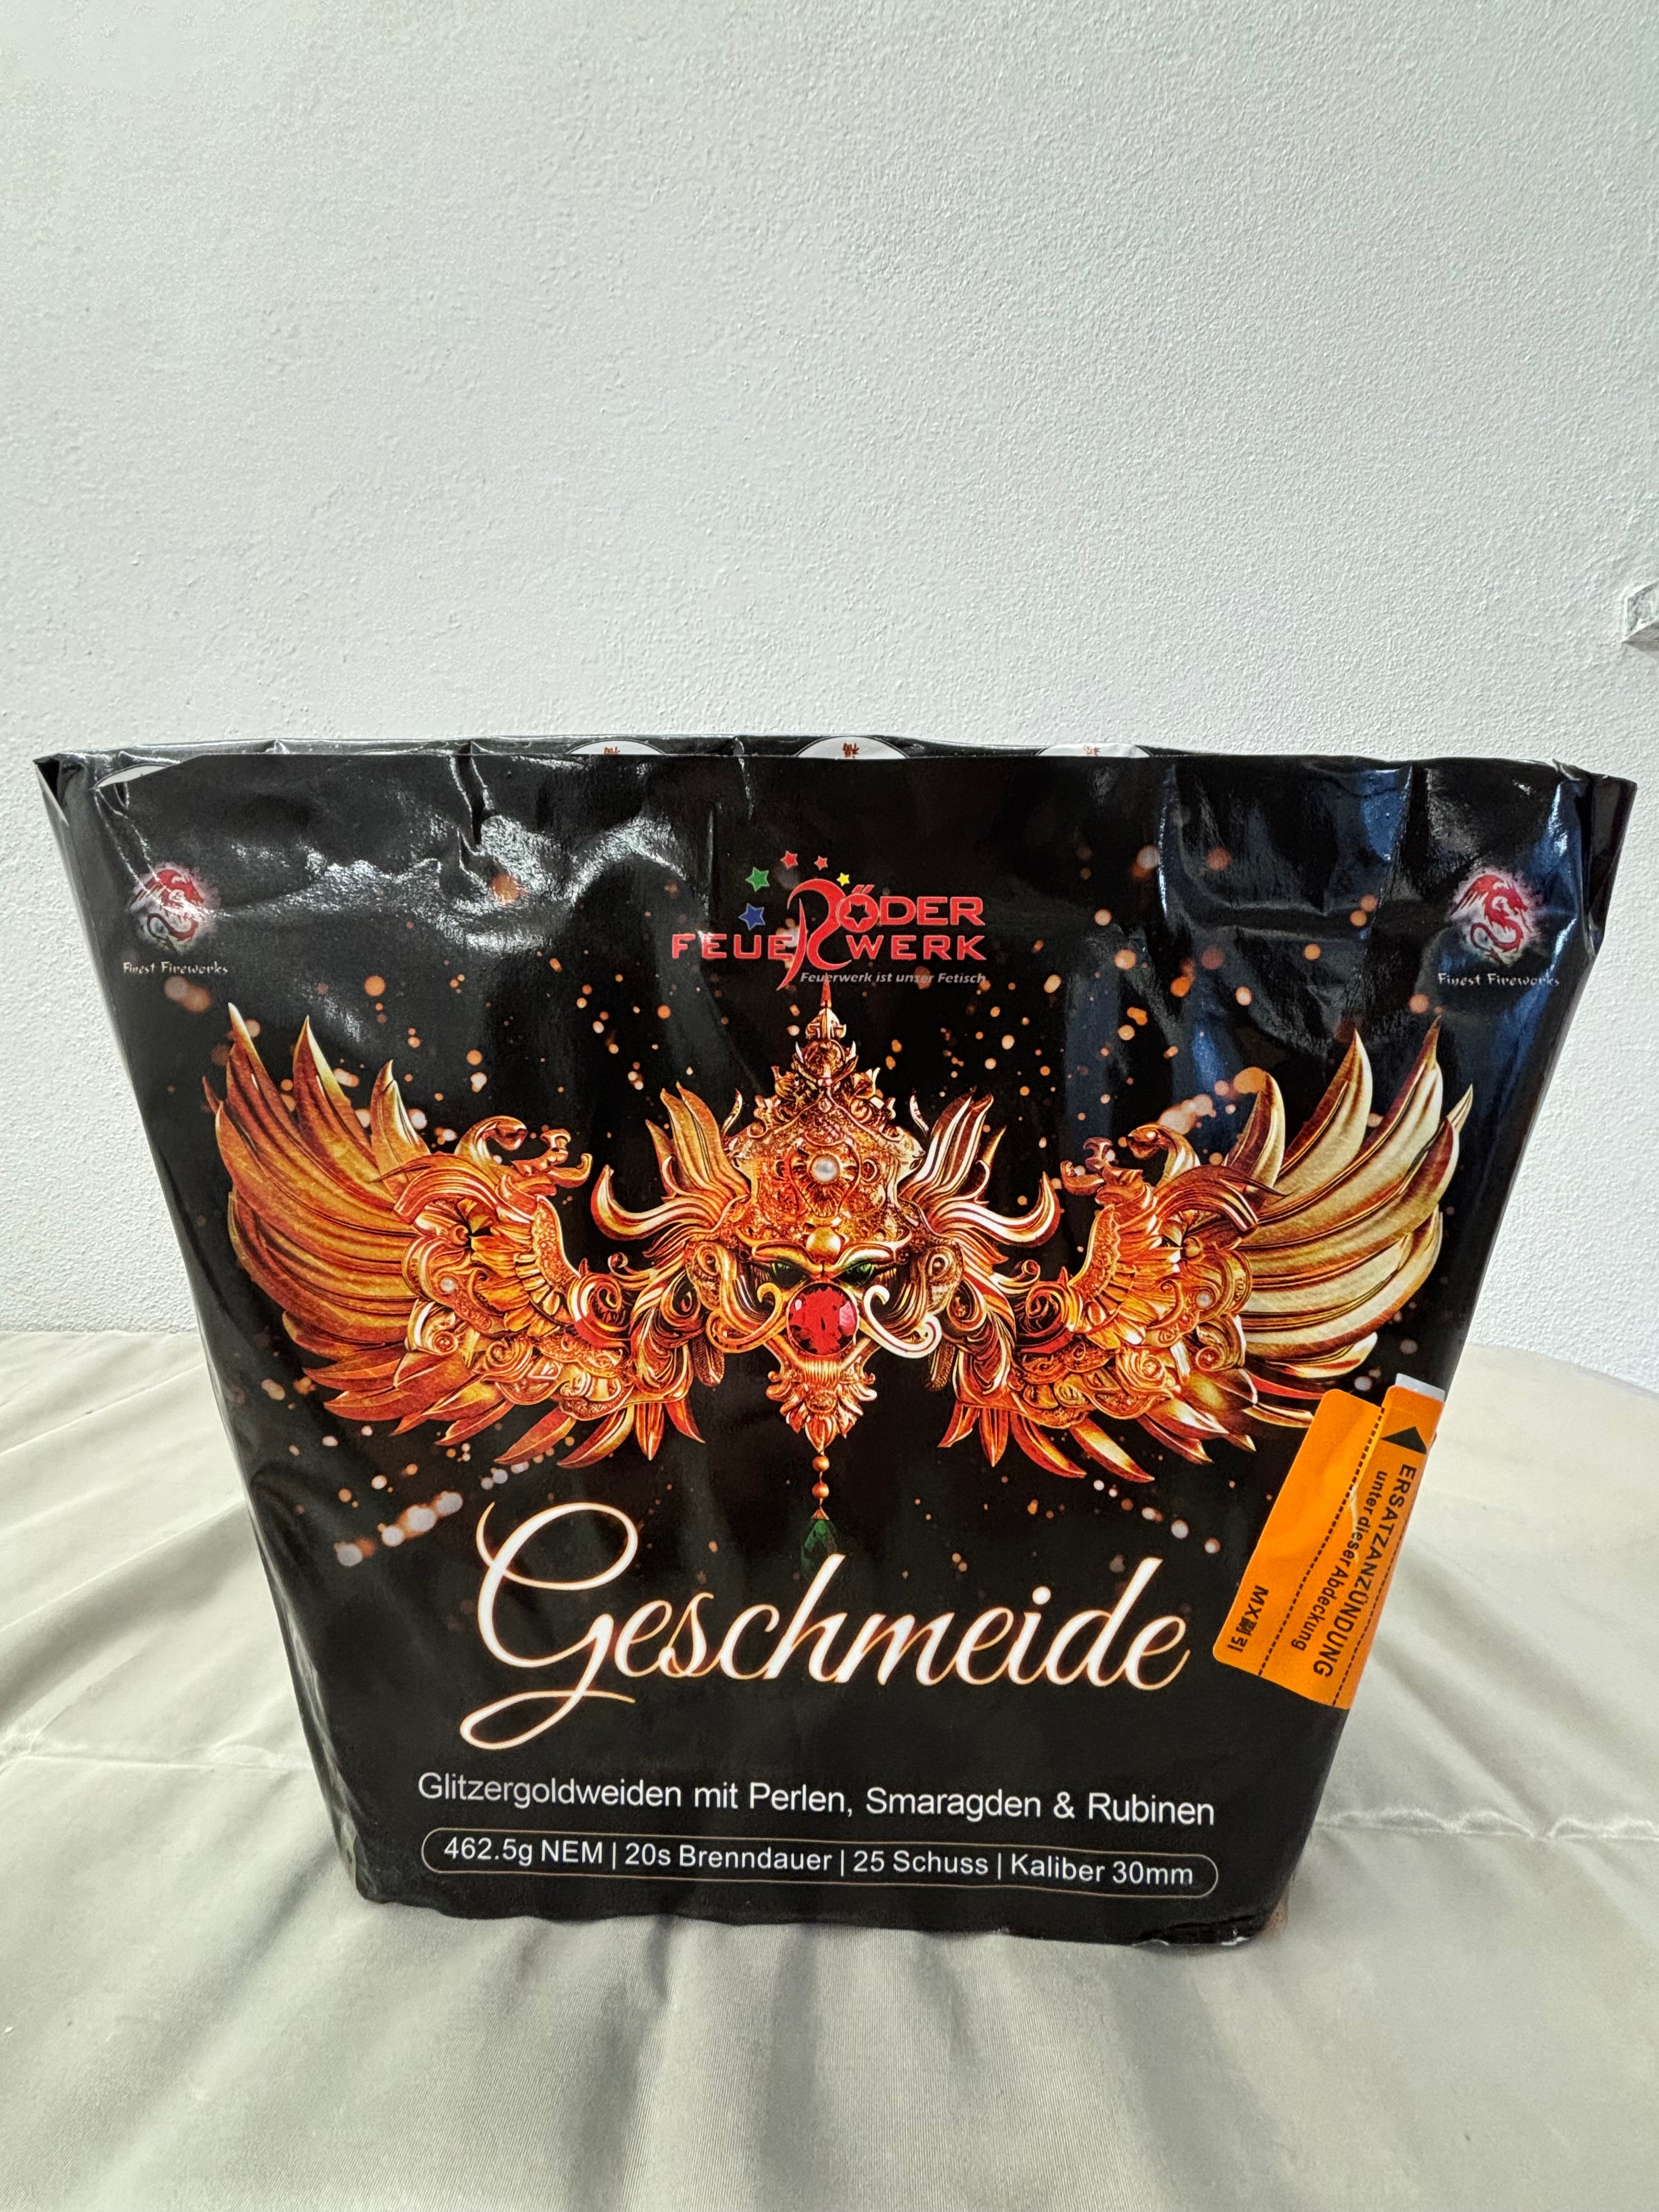 RÖDER
FEUERWERK
Feuerwerk ist unser Fetisch
Finest Fireworks
Finest Fireworks
Geschmeide
ERSATZANZÜNDUNG
unter dieser Abdeckung
Glitzergoldweiden mit Perlen, Smaragden & Rubinen
462.5g NEM | 20s Brenndauer | 25 Schuss | Kaliber 30mm